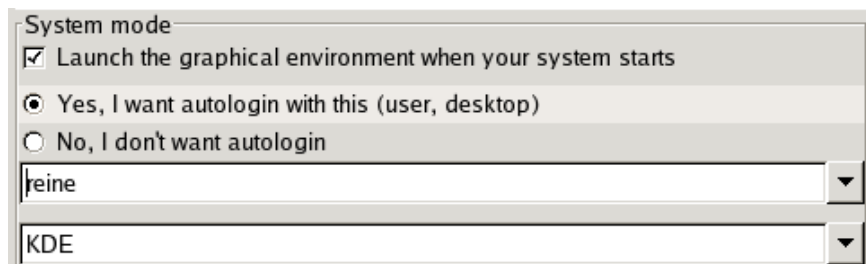 System mode
Launch the graphical environment when your system starts
Yes, I want autologin with this (user, desktop)
No, I don't want autologin
reine
KDE